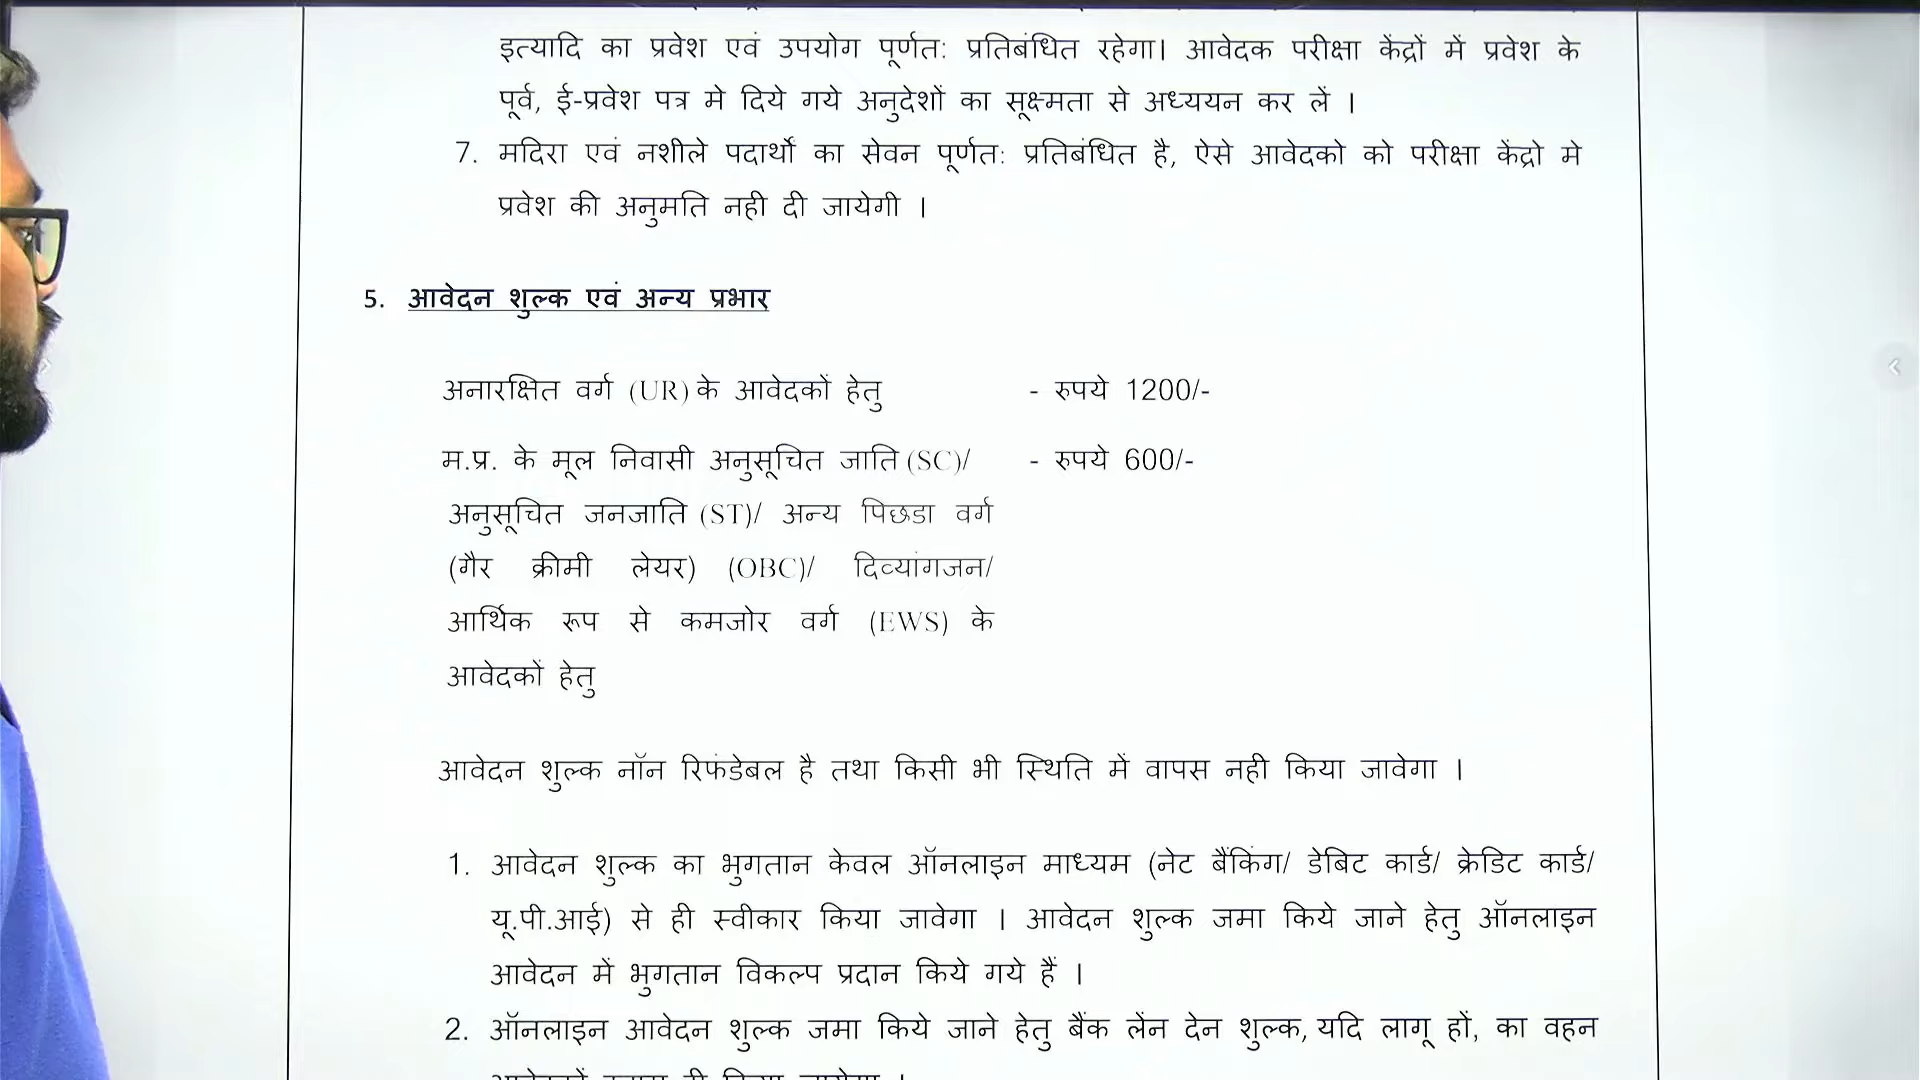 इत्यादि का प्रवेश एवं उपयोग पूर्णत: प्रतिबंधित रहेगा। आवेदक परीक्षा केंद्रों में प्रवेश के
पूर्व, ई-प्रवेश पत्र मे दिये गये अनुदेशों का सूक्ष्मता से अध्ययन कर लें ।
7. मदिरा एवं नशीले पदार्थो का सेवन पूर्णत: प्रतिबंधित है, ऐसे आवेदको को परीक्षा केंद्रो मे
प्रवेश की अनुमति नही दी जायेगी ।
5. आवेदन शुल्क एवं अन्य प्रभार
अनारक्षित वर्ग (UR) के आवेदकों हेतु - रुपये 1200/-
म.प्र. के मूल निवासी अनुसूचित जाति (SC)/ - रुपये 600/-
अनुसूचित जनजाति (ST)/ अन्य पिछडा वर्ग
(गैर क्रीमी लेयर) (OBC)/ दिव्यांगजन/
आर्थिक रूप से कमजोर वर्ग (EWS) के
आवेदकों हेतु
आवेदन शुल्क नॉन रिफंडेबल है तथा किसी भी स्थिति में वापस नही किया जावेगा ।
1. आवेदन शुल्क का भुगतान केवल ऑनलाइन माध्यम (नेट बैंकिंग/ डेबिट कार्ड/ क्रेडिट कार्ड/
यू.पी.आई) से ही स्वीकार किया जावेगा । आवेदन शुल्क जमा किये जाने हेतु ऑनलाइन
आवेदन में भुगतान विकल्प प्रदान किये गये हैं ।
2. ऑनलाइन आवेदन शुल्क जमा किये जाने हेतु बैंक लेंन देन शुल्क, यदि लागू हों, का वहन